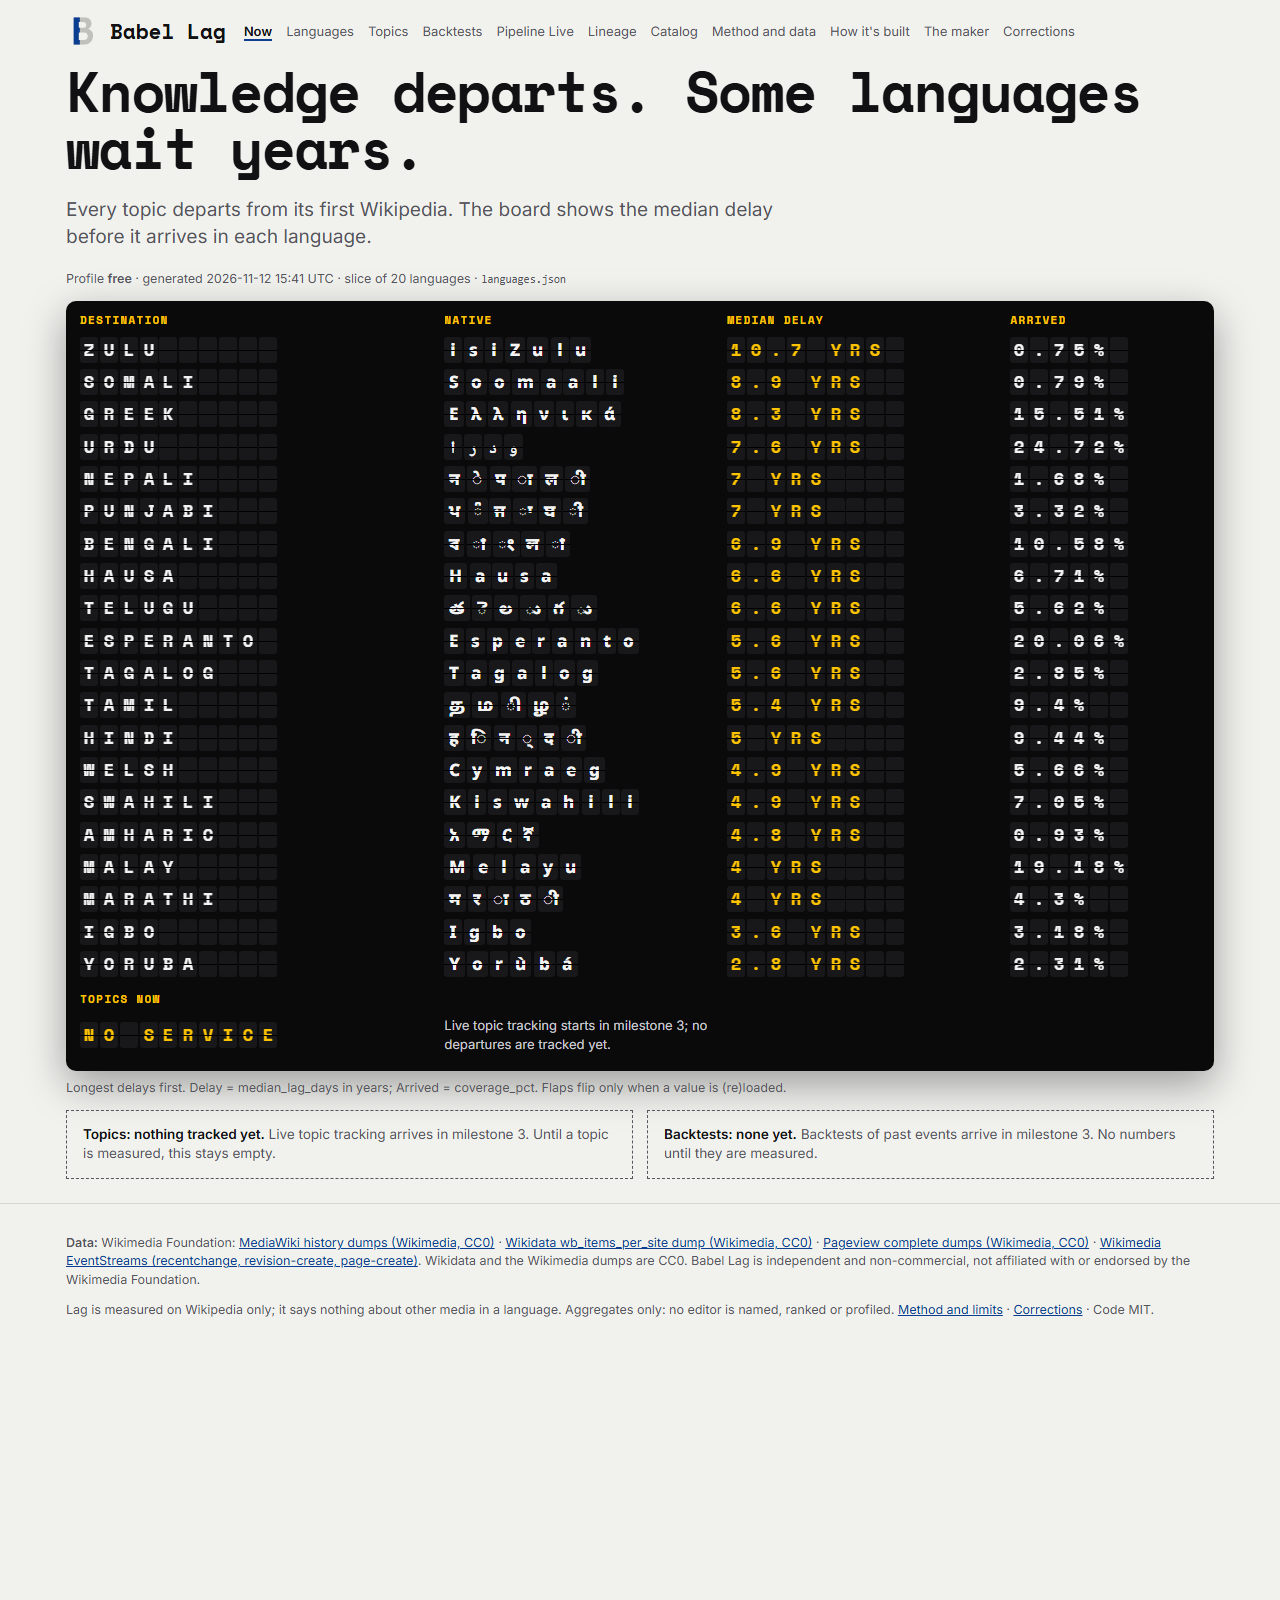 Babel Lag Now Languages Topics Backtests Pipeline Live Lineage Catalog Method and data How it's built The maker Corrections
Knowledge departs. Some languages
wait years.
Every topic departs from its first Wikipedia. The board shows the median delay
before it arrives in each language.
Profile free · generated 2026-11-12 15:41 UTC · slice of 20 languages · languages.json
DESTINATION NATIVE MEDIAN DELAY ARRIVED
ZULU isiZulu 10.7 YRS 0.75%
SOMALI Soomaali 8.9 YRS 0.79%
GREEK Ελληνικά 8.3 YRS 15.51%
URDU اردو 7.6 YRS 24.72%
NEPALI नेपाली 7 YRS 1.68%
PUNJABI ਪੰਜਾਬੀ 7 YRS 3.32%
BENGALI বাংলা 6.9 YRS 10.58%
HAUSA Hausa 6.6 YRS 6.71%
TELUGU తెలుగు 6.6 YRS 5.62%
ESPERANTO Esperanto 5.6 YRS 20.06%
TAGALOG Tagalog 5.6 YRS 2.85%
TAMIL தமிழ் 5.4 YRS 9.4%
HINDI हिन्दी 5 YRS 9.44%
WELSH Cymraeg 4.9 YRS 5.66%
SWAHILI Kiswahili 4.9 YRS 7.05%
AMHARIC አማርኛ 4.8 YRS 0.93%
MALAY Melayu 4 YRS 19.18%
MARATHI मराठी 4 YRS 4.3%
IGBO Igbo 3.6 YRS 3.18%
YORUBA Yorùbá 2.8 YRS 2.31%
TOPICS NOW
NO SERVICE Live topic tracking starts in milestone 3; no
departures are tracked yet.
Longest delays first. Delay = median_lag_days in years; Arrived = coverage_pct. Flaps flip only when a value is (re)loaded.
Topics: nothing tracked yet. Live topic tracking arrives in milestone 3. Until a topic
is measured, this stays empty.
Backtests: none yet. Backtests of past events arrive in milestone 3. No numbers
until they are measured.
Data: Wikimedia Foundation: MediaWiki history dumps (Wikimedia, CC0) · Wikidata wb_items_per_site dump (Wikimedia, CC0) · Pageview complete dumps (Wikimedia, CC0) · Wikimedia
EventStreams (recentchange, revision-create, page-create). Wikidata and the Wikimedia dumps are CC0. Babel Lag is independent and non-commercial, not affiliated with or endorsed by the
Wikimedia Foundation.
Lag is measured on Wikipedia only; it says nothing about other media in a language. Aggregates only: no editor is named, ranked or profiled. Method and limits · Corrections · Code MIT.